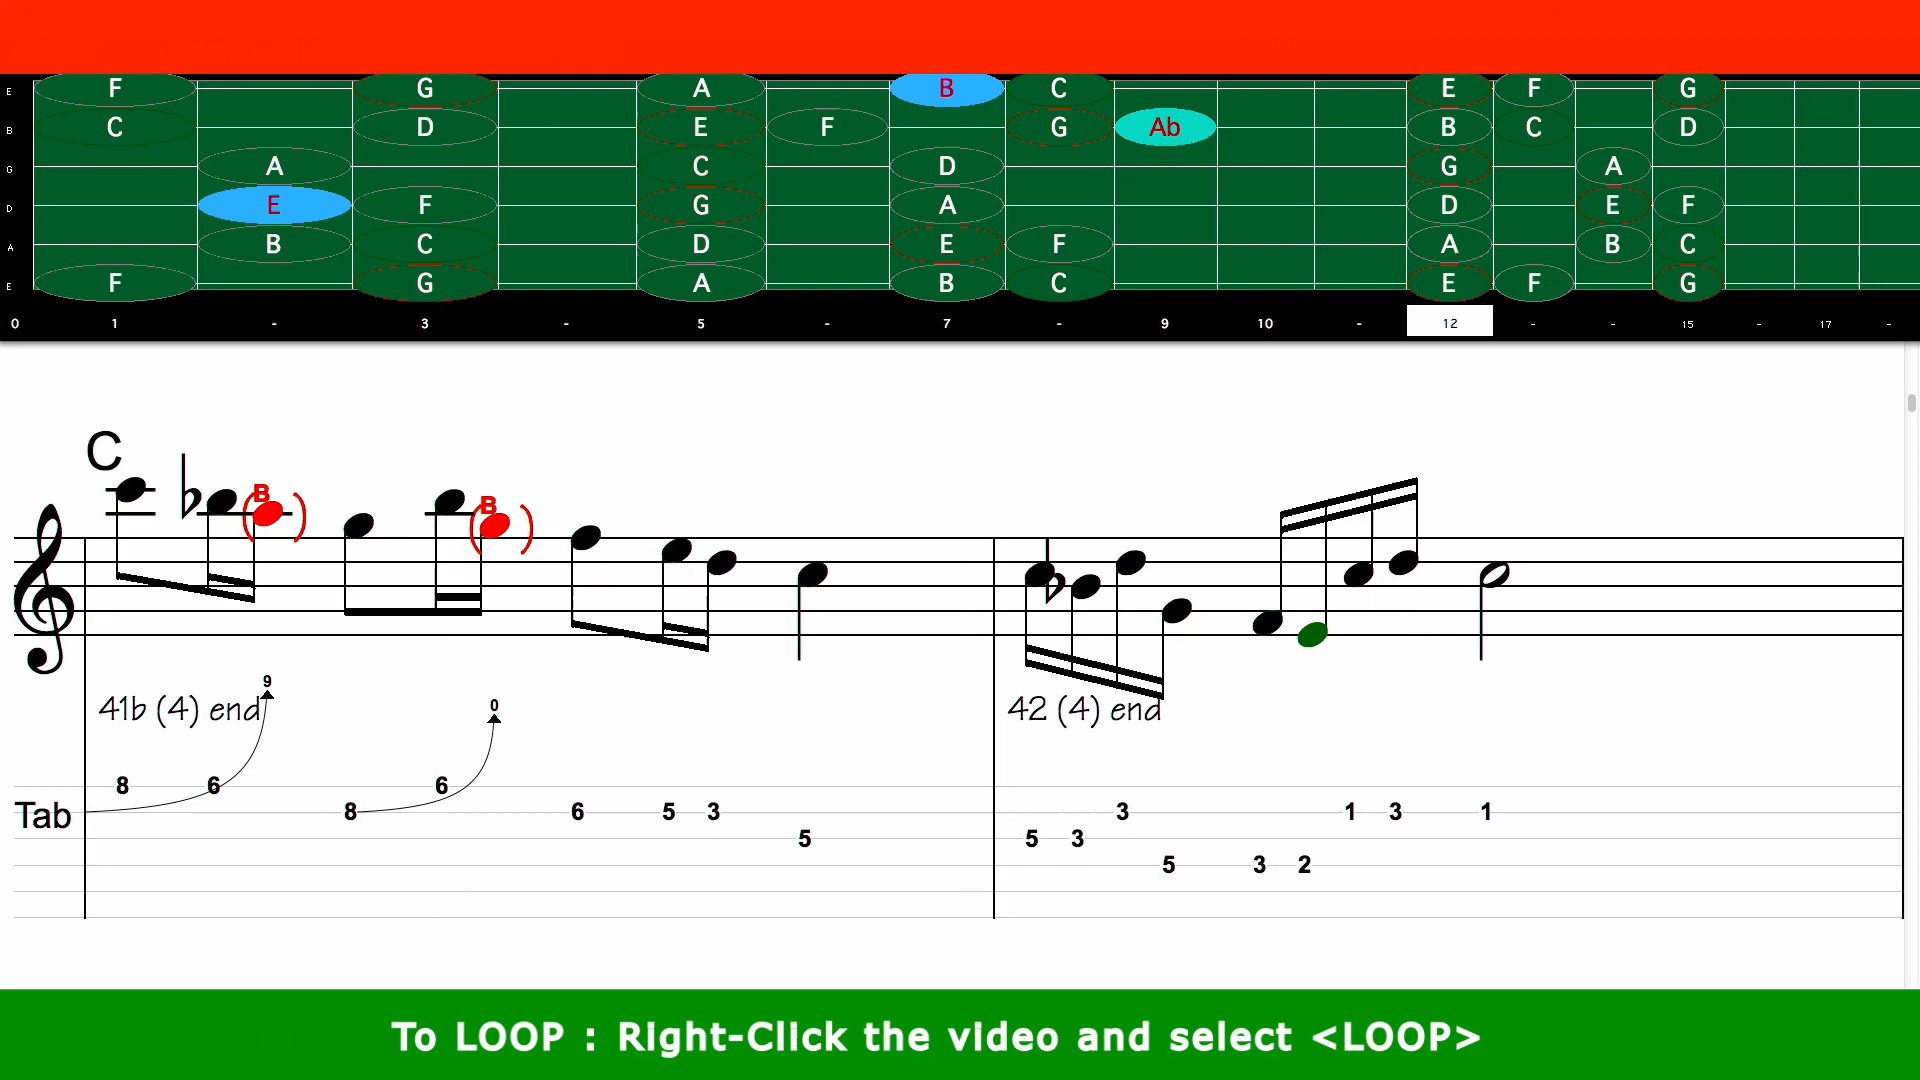 E F G A B C E F G
B C D E F G Ab B C D
G A C D G A
D E F G A D E F
A B C D E F A B C
E F G A B C E F G
0 1 - 3 - 5 - 7 - 9 10 - 12 - - 15 - 17 -
C
♭ B B
♭
9 0
41b (4) end 42 (4) end
8 6 6
Tab 8 6 5 3 3 1 3 1
5 5 3
5 3 2
To LOOP : Right-Click the video and select <LOOP>